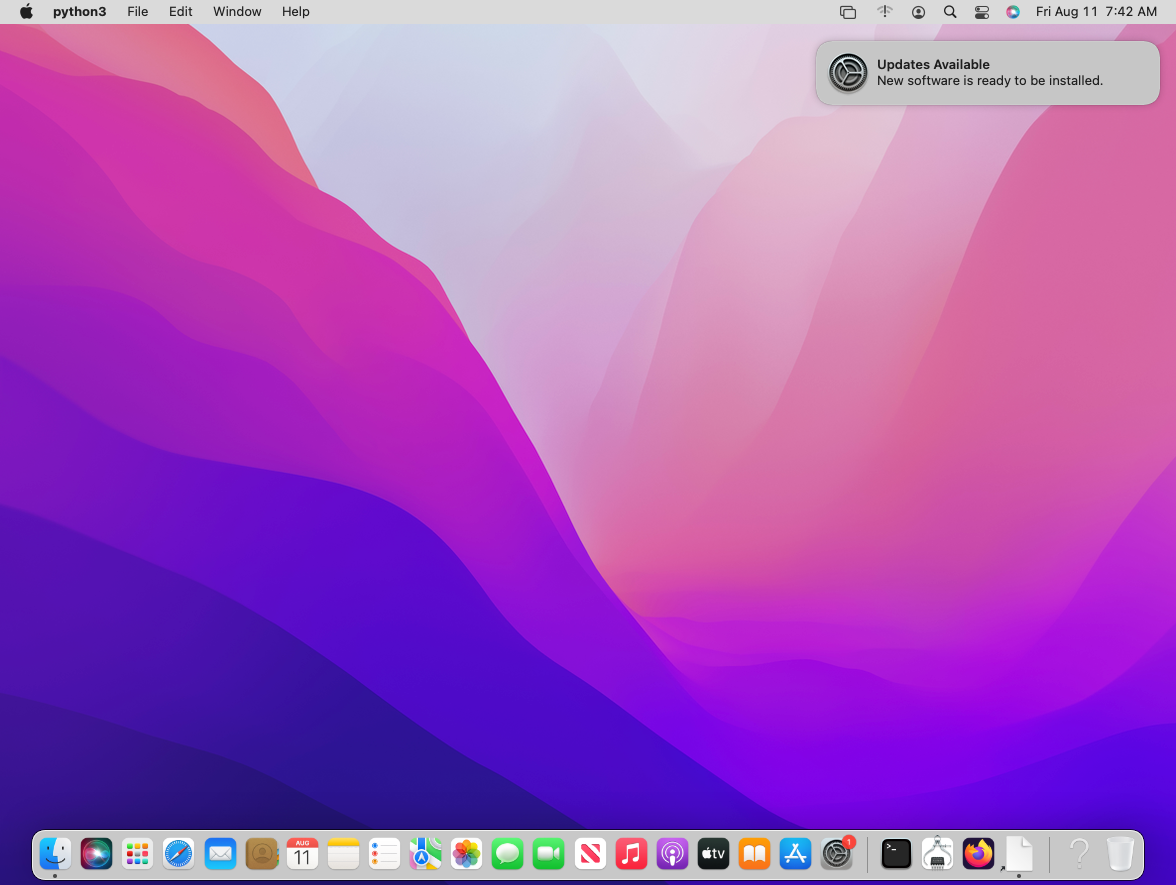 python3 File Edit Window Help Fri Aug 11 7:42 AM
Updates Available
New software is ready to be installed.
AUG
11
tv
1
>_
?